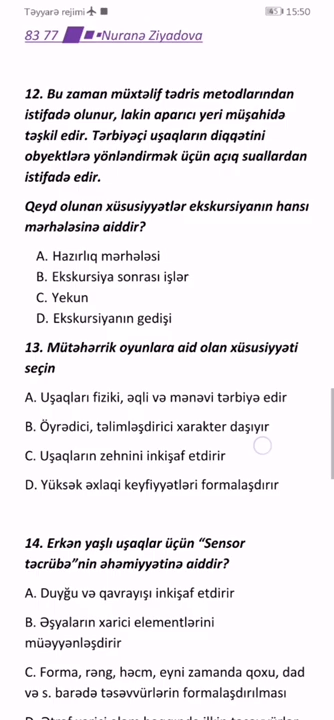 Təyyarə rejimi 45 15:50
83 77 Nuranə Ziyadova
12. Bu zaman müxtəlif tədris metodlarından
istifadə olunur, lakin aparıcı yeri müşahidə
təşkil edir. Tərbiyəçi uşaqların diqqətini
obyektlərə yönləndirmək üçün açıq suallardan
istifadə edir.
Qeyd olunan xüsusiyyətlər ekskursiyanın hansı
mərhələsinə aiddir?
A. Hazırlıq mərhələsi
B. Ekskursiya sonrası işlər
C. Yekun
D. Ekskursiyanın gedişi
13. Mütəhərrik oyunlara aid olan xüsusiyyəti
seçin
A. Uşaqları fiziki, əqli və mənəvi tərbiyə edir
B. Öyrədici, təlimləşdirici xarakter daşıyır
C. Uşaqların zehnini inkişaf etdirir
D. Yüksək əxlaqi keyfiyyətləri formalaşdırır
14. Erkən yaşlı uşaqlar üçün “Sensor
təcrübə”nin əhəmiyyətinə aiddir?
A. Duyğu və qavrayışı inkişaf etdirir
B. Əşyaların xarici elementlərini
müəyyənləşdirir
C. Forma, rəng, həcm, eyni zamanda qoxu, dad
və s. barədə təsəvvürlərin formalaşdırılması